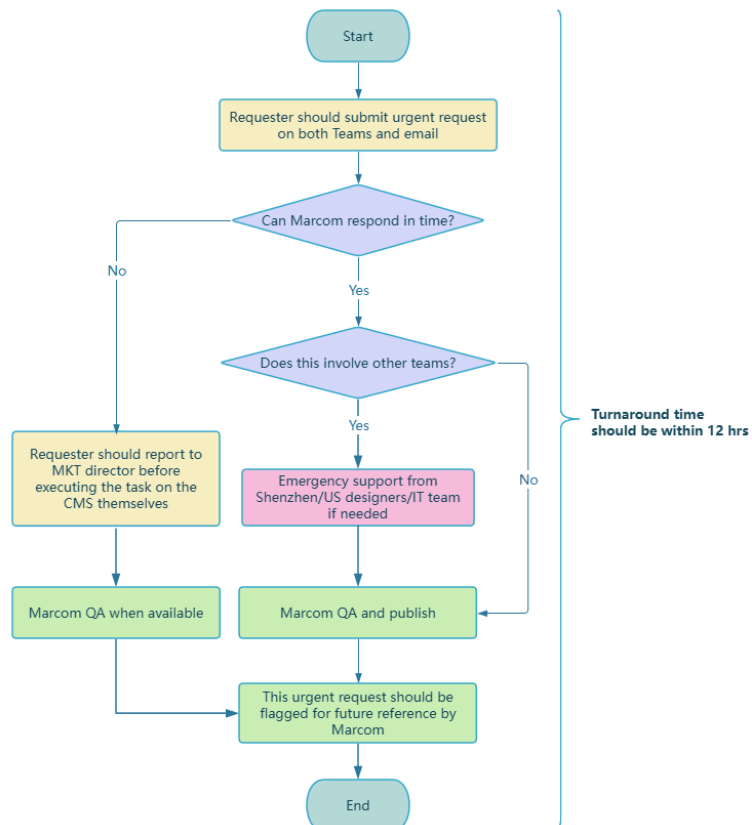 Start
Requester should submit urgent request
on both Teams and email
Can Marcom respond in time?
No
Yes
Does this involve other teams?
Turnaround time
should be within 12 hrs
Yes
Requester should report to
MKT director before
executing the task on the
CMS themselves
Emergency support from
Shenzhen/US designers/IT team
if needed
No
Marcom QA when available
Marcom QA and publish
This urgent request should be
flagged for future reference by
Marcom
End